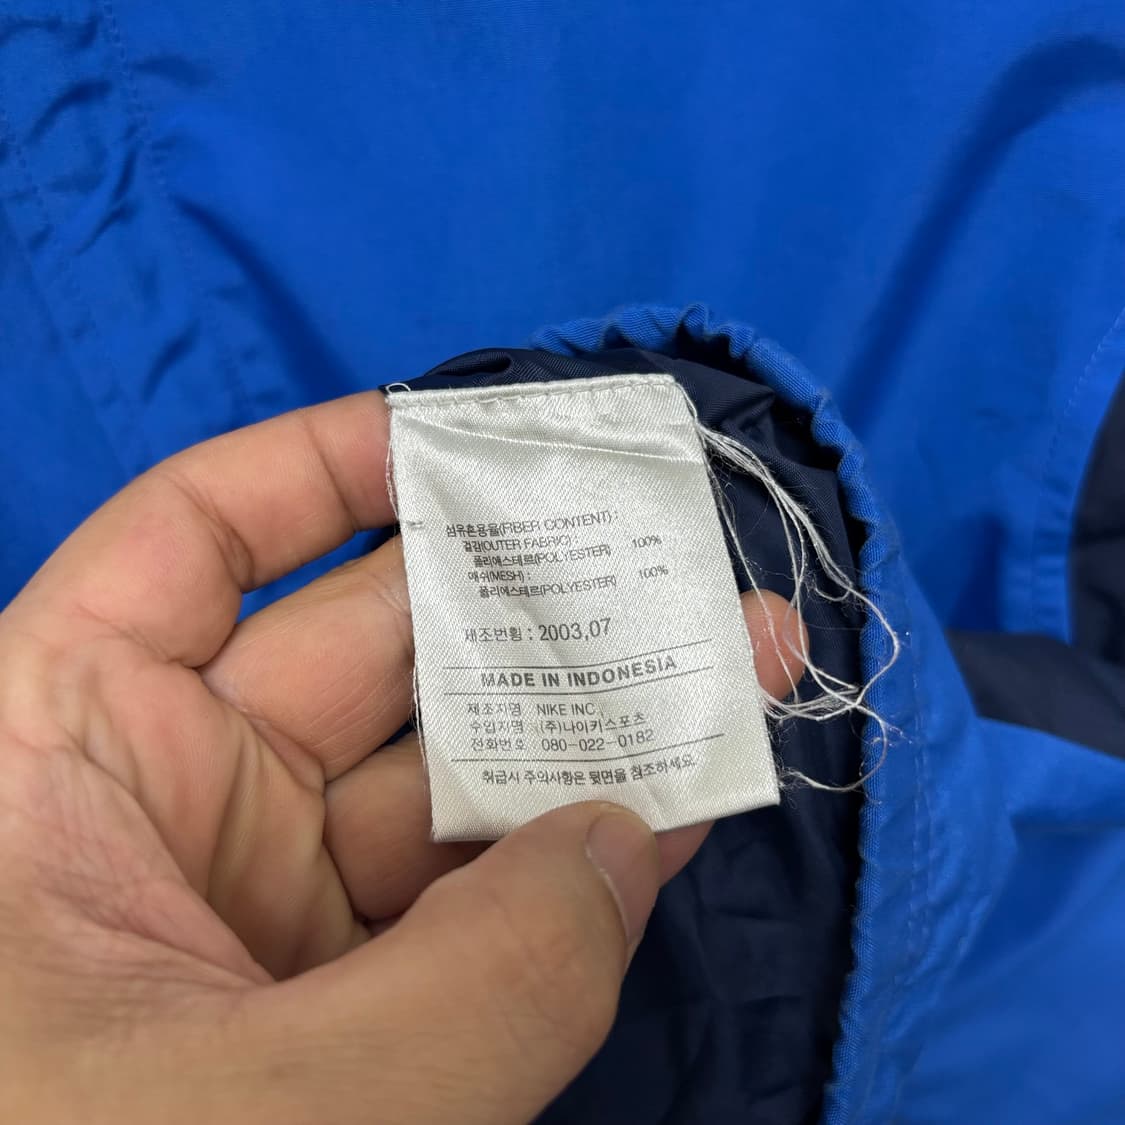 섬유혼용율(FIBER CONTENT) :
겉감(OUTER FABRIC) :
폴리에스테르(POLYESTER) 100%
매쉬(MESH) :
폴리에스테르(POLYESTER) 100%
제조번월 : 2003,07
MADE IN INDONESIA
제조자명 NIKE INC.,
수입자명 (주)나이키스포츠
전화번호 080-022-0182
취급시 주의사항은 뒷면을 참조하세요.